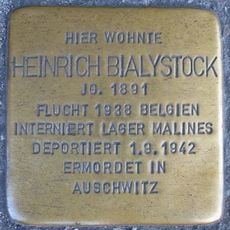 HIER WOHNTE
HEINRICH BIALYSTOCK
JG. 1891
FLUCHT 1938 BELGIEN
INTERNIERT LAGER MALINES
DEPORTIERT 1.9.1942
ERMORDET IN
AUSCHWITZ